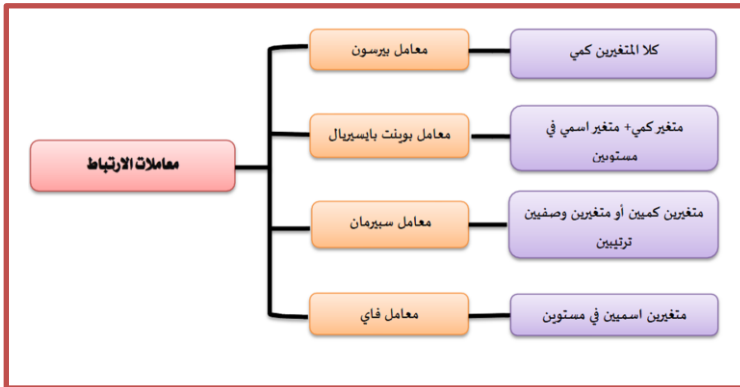 معاملات الارتباط
معامل بيرسون
كلا المتغيرين كمي
معامل بوينت بايسيريال
متغير كمي+ متغير اسمي في
مستويين
معامل سبيرمان
متغيرين كميين أو متغيرين وصفيين
ترتيبين
معامل فاي
متغيرين اسميين في مستوين